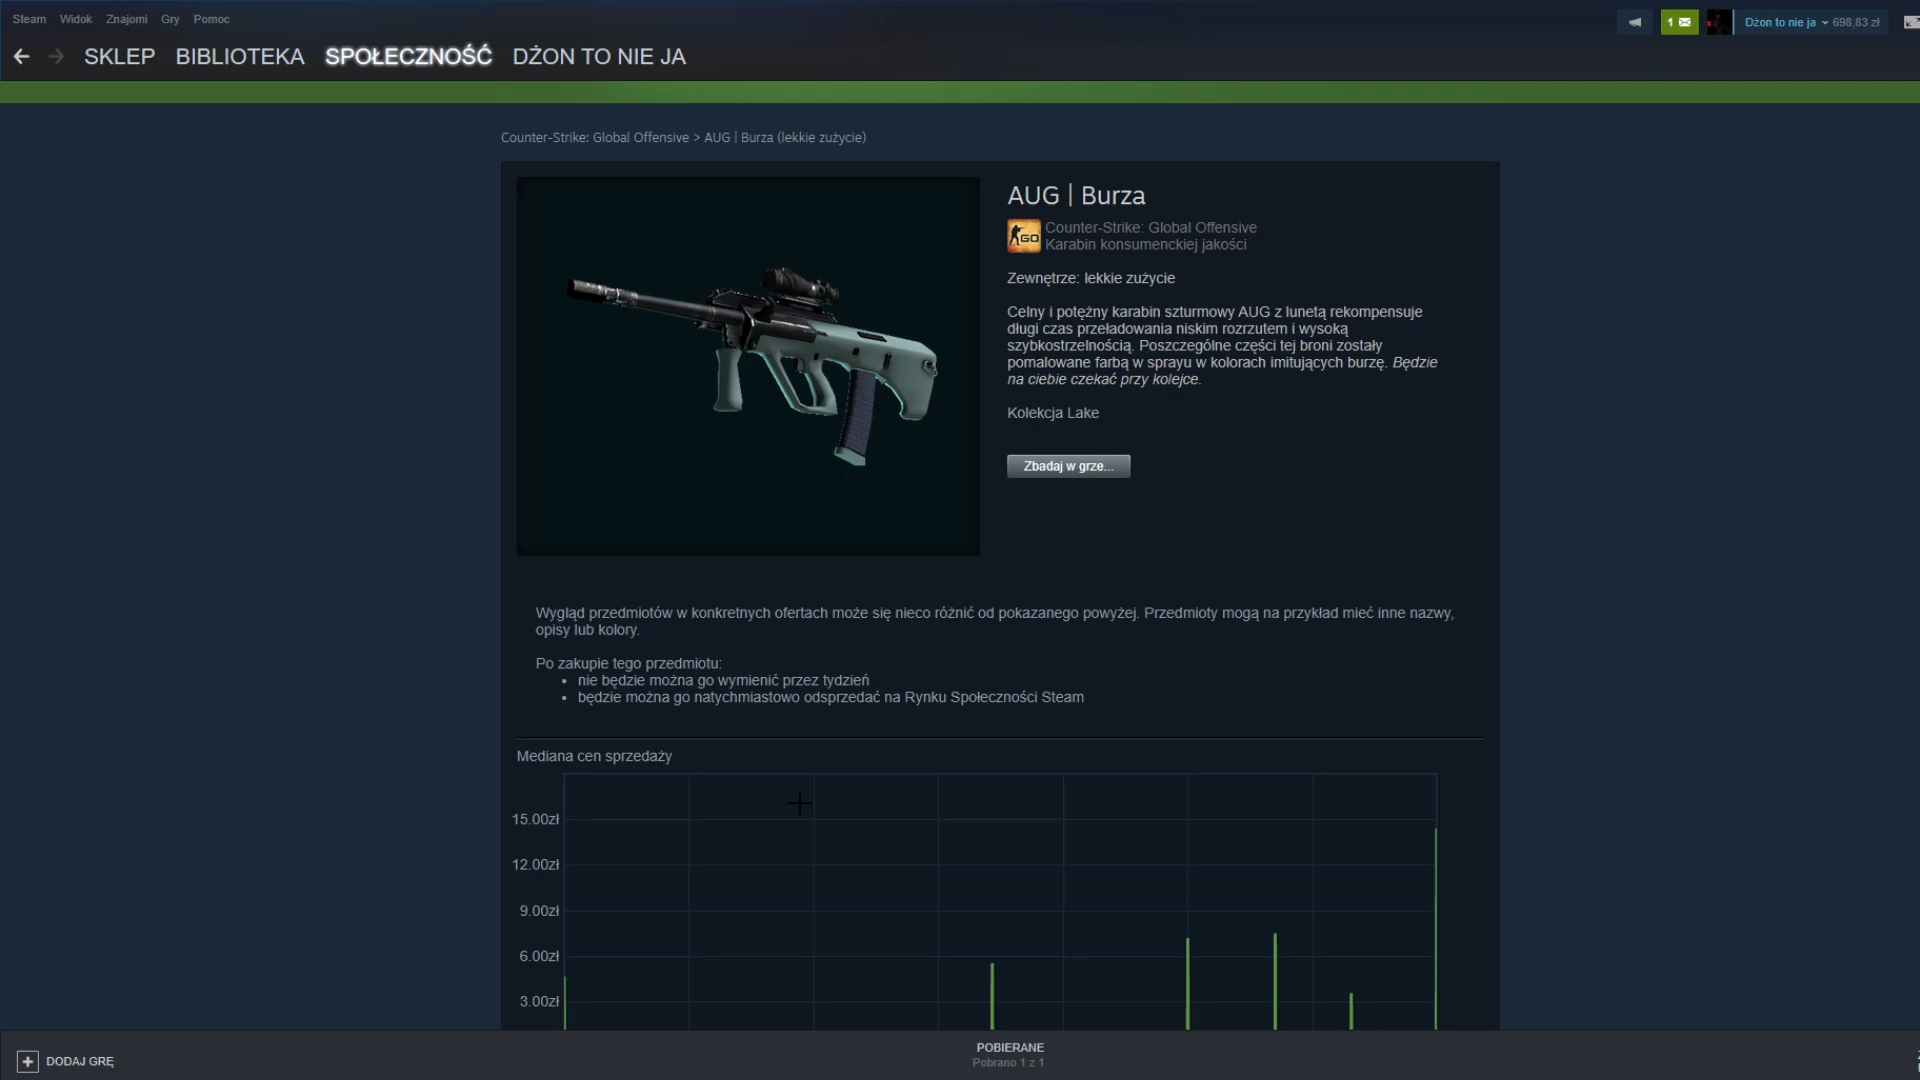 Steam Widok Znajomi Gry Pomoc
1 Dżon to nie ja 698,83 zł
SKLEP BIBLIOTEKA SPOŁECZNOŚĆ DŻON TO NIE JA
Counter-Strike: Global Offensive > AUG | Burza (lekkie zużycie)
AUG | Burza
GO
Counter-Strike: Global Offensive
Karabin konsumenckiej jakości
Zewnętrze: lekkie zużycie
Celny i potężny karabin szturmowy AUG z lunetą rekompensuje
długi czas przeładowania niskim rozrzutem i wysoką
szybkostrzelnością. Poszczególne części tej broni zostały
pomalowane farbą w sprayu w kolorach imitujących burzę. Będzie
na ciebie czekać przy kolejce.
Kolekcja Lake
Zbadaj w grze...
Wygląd przedmiotów w konkretnych ofertach może się nieco różnić od pokazanego powyżej. Przedmioty mogą na przykład mieć inne nazwy,
opisy lub kolory.
Po zakupie tego przedmiotu:
• nie będzie można go wymienić przez tydzień
• będzie można go natychmiastowo odsprzedać na Rynku Społeczności Steam
Mediana cen sprzedaży
15.00zł
12.00zł
9.00zł
6.00zł
3.00zł
DODAJ GRĘ
POBIERANE
Pobrano 1 z 1